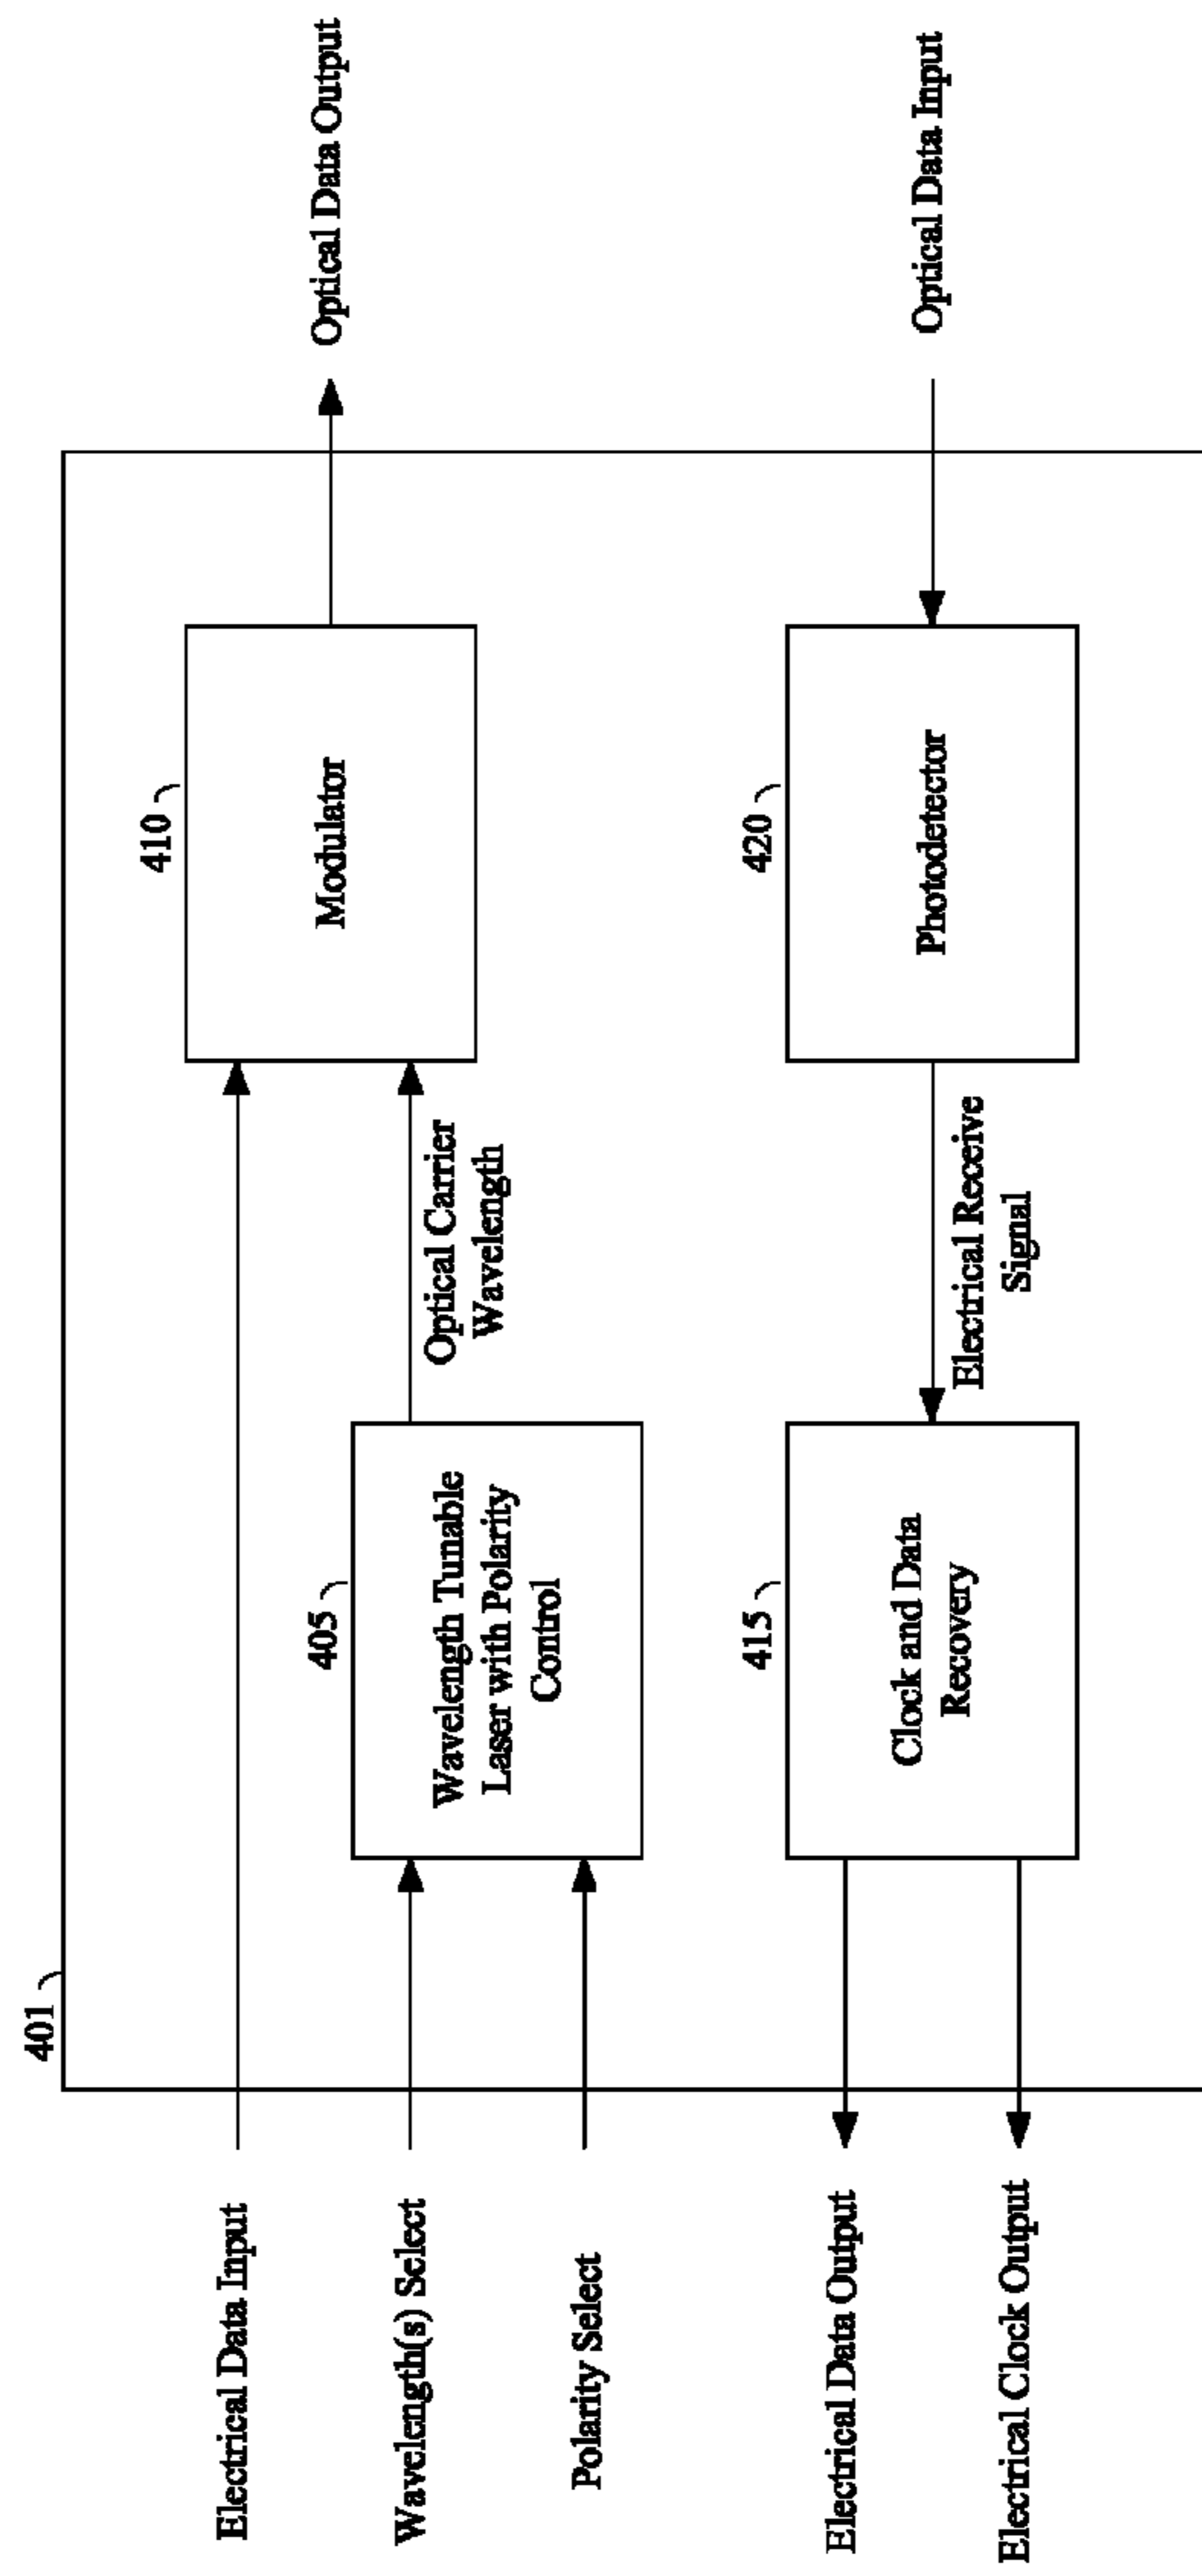 401
Electrical Data Input
410
Modulator
Optical Data Output
Wavelength(s) Select
405
Wavelength Tunable
Laser with Polarity
Control
Optical Carrier
Wavelength
Polarity Select
Electrical Data Output
Electrical Clock Output
415
Clock and Data
Recovery
Electrical Receive
Signal
420
Photodetector
Optical Data Input